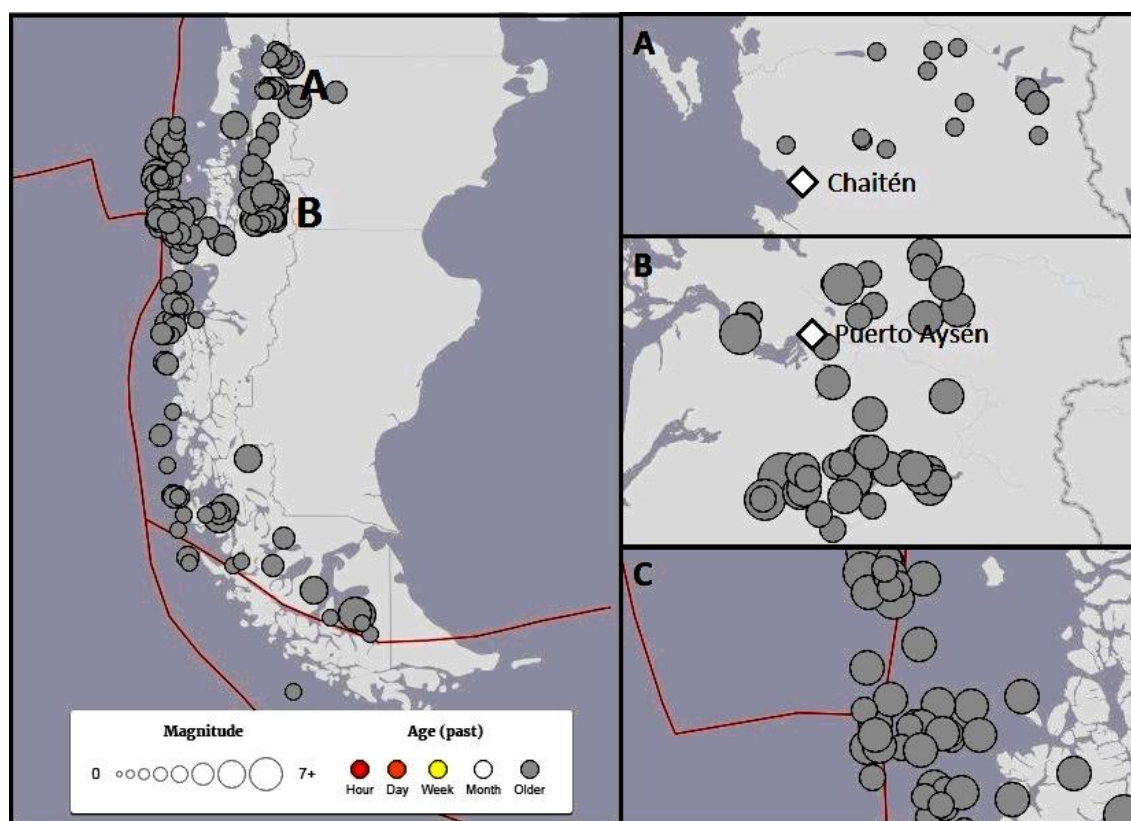 A
B
Magnitude
0
7+
Age (past)
Hour Day Week Month Older
A
Chaitén
B
Puerto Aysén
C